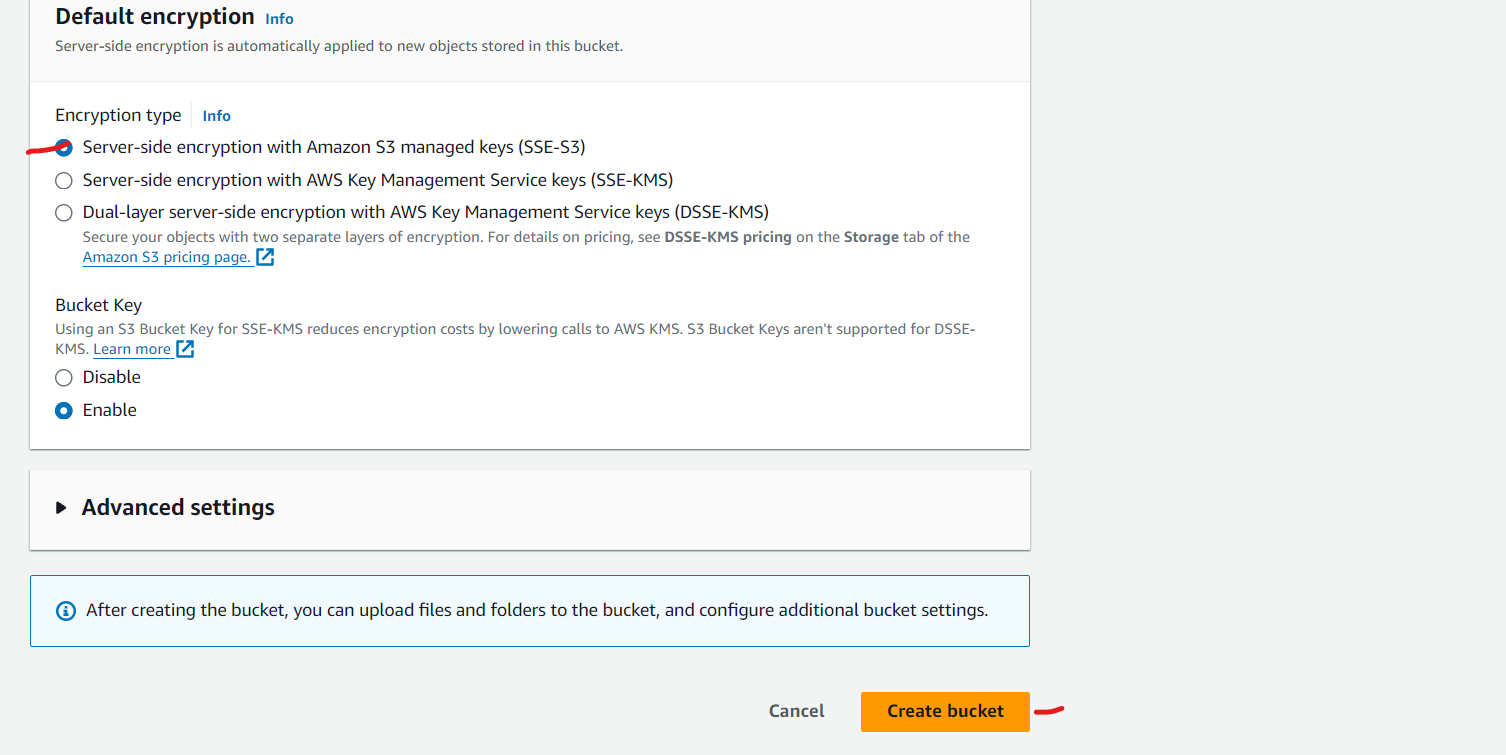 Default encryption Info
Server-side encryption is automatically applied to new objects stored in this bucket.
Encryption type Info
Server-side encryption with Amazon S3 managed keys (SSE-S3)
Server-side encryption with AWS Key Management Service keys (SSE-KMS)
Dual-layer server-side encryption with AWS Key Management Service keys (DSSE-KMS)
Secure your objects with two separate layers of encryption. For details on pricing, see DSSE-KMS pricing on the Storage tab of the
Amazon S3 pricing page.
Bucket Key
Using an S3 Bucket Key for SSE-KMS reduces encryption costs by lowering calls to AWS KMS. S3 Bucket Keys aren't supported for DSSE-
KMS. Learn more
Disable
Enable
Advanced settings
After creating the bucket, you can upload files and folders to the bucket, and configure additional bucket settings.
Cancel Create bucket